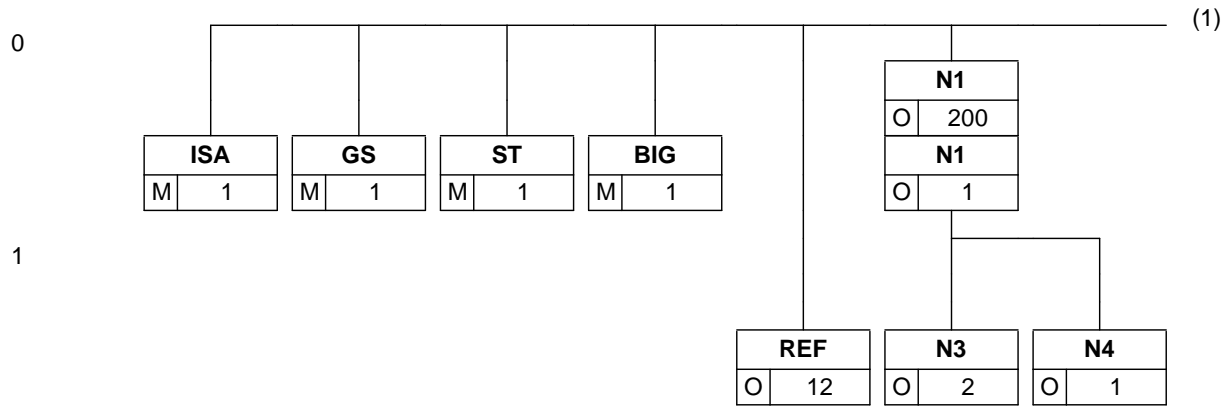 (1)
0
N1
O 200
ISA GS ST BIG N1
M 1 M 1 M 1 M 1 O 1
1
REF N3 N4
O 12 O 2 O 1